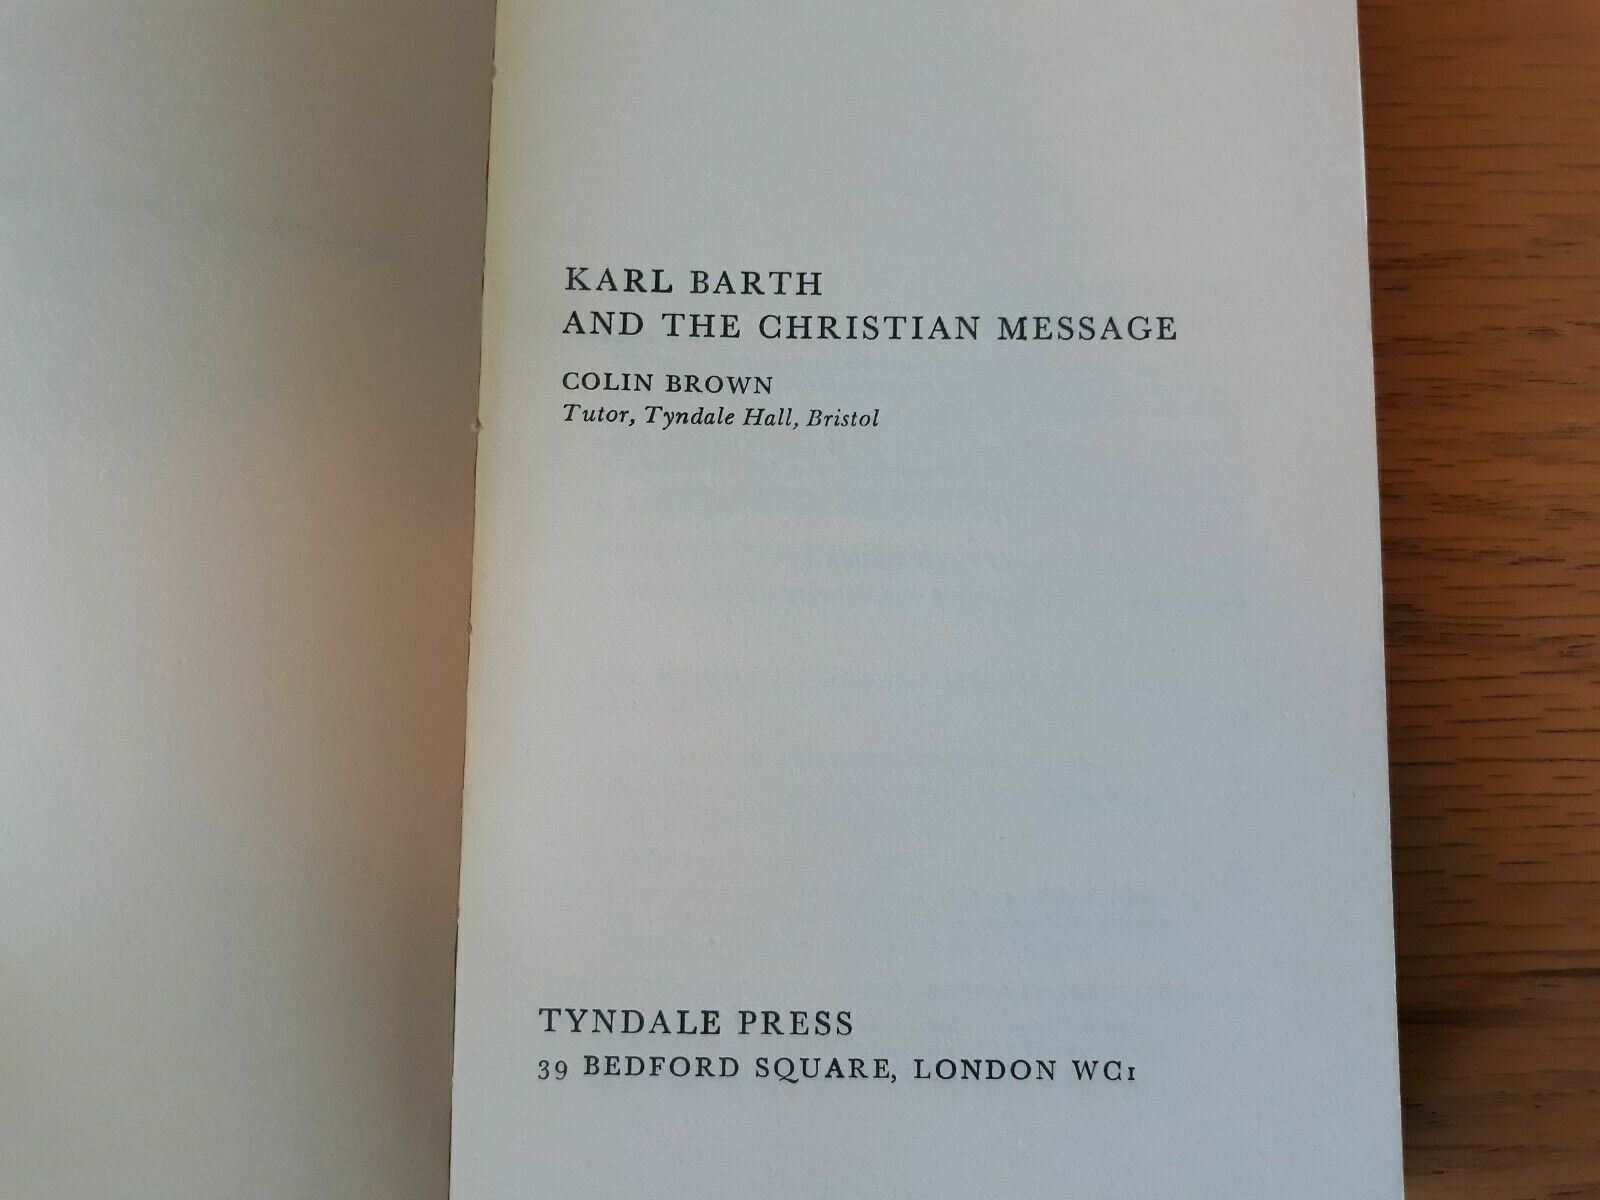 KARL BARTH
AND THE CHRISTIAN MESSAGE
COLIN BROWN
Tutor, Tyndale Hall, Bristol
TYNDALE PRESS
39 BEDFORD SQUARE, LONDON WC1